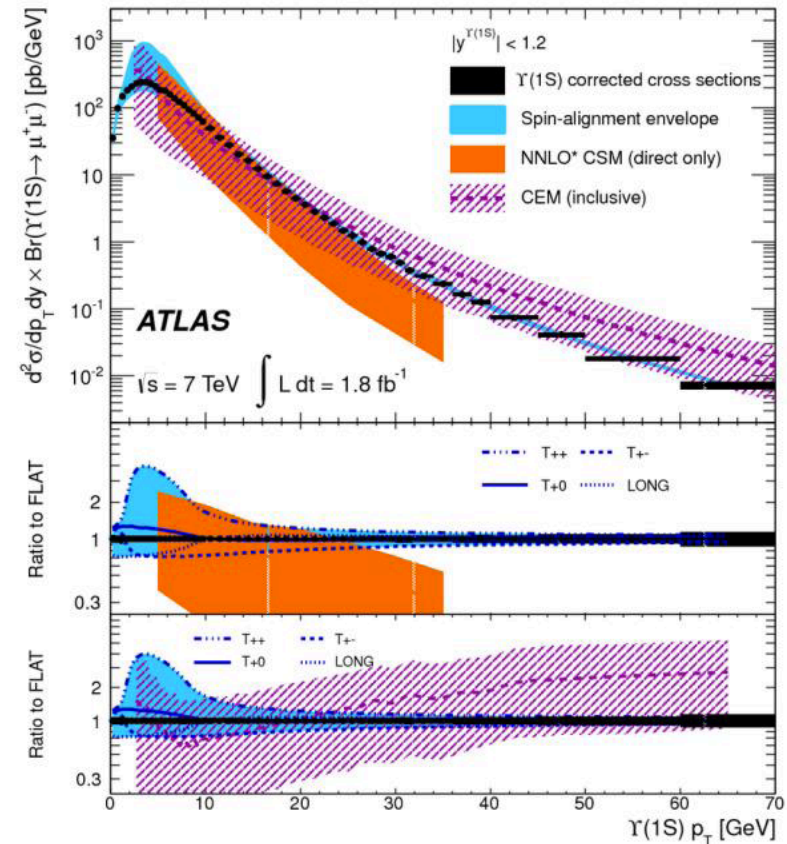 |y^Υ(1S)| < 1.2
Υ(1S) corrected cross sections
Spin-alignment envelope
NNLO* CSM (direct only)
CEM (inclusive)
d²σ/dp_T dy × Br(Υ(1S)→ μ⁺μ⁻) [pb/GeV]
10³
10²
10
1
10⁻¹
10⁻²
ATLAS
√s = 7 TeV ∫ L dt = 1.8 fb⁻¹
Ratio to FLAT
2
1
0.3
T++ T+-
T+0 LONG
Ratio to FLAT
2
1
0.3
T++ T+-
T+0 LONG
0 10 20 30 40 50 60 70
Υ(1S) p_T [GeV]